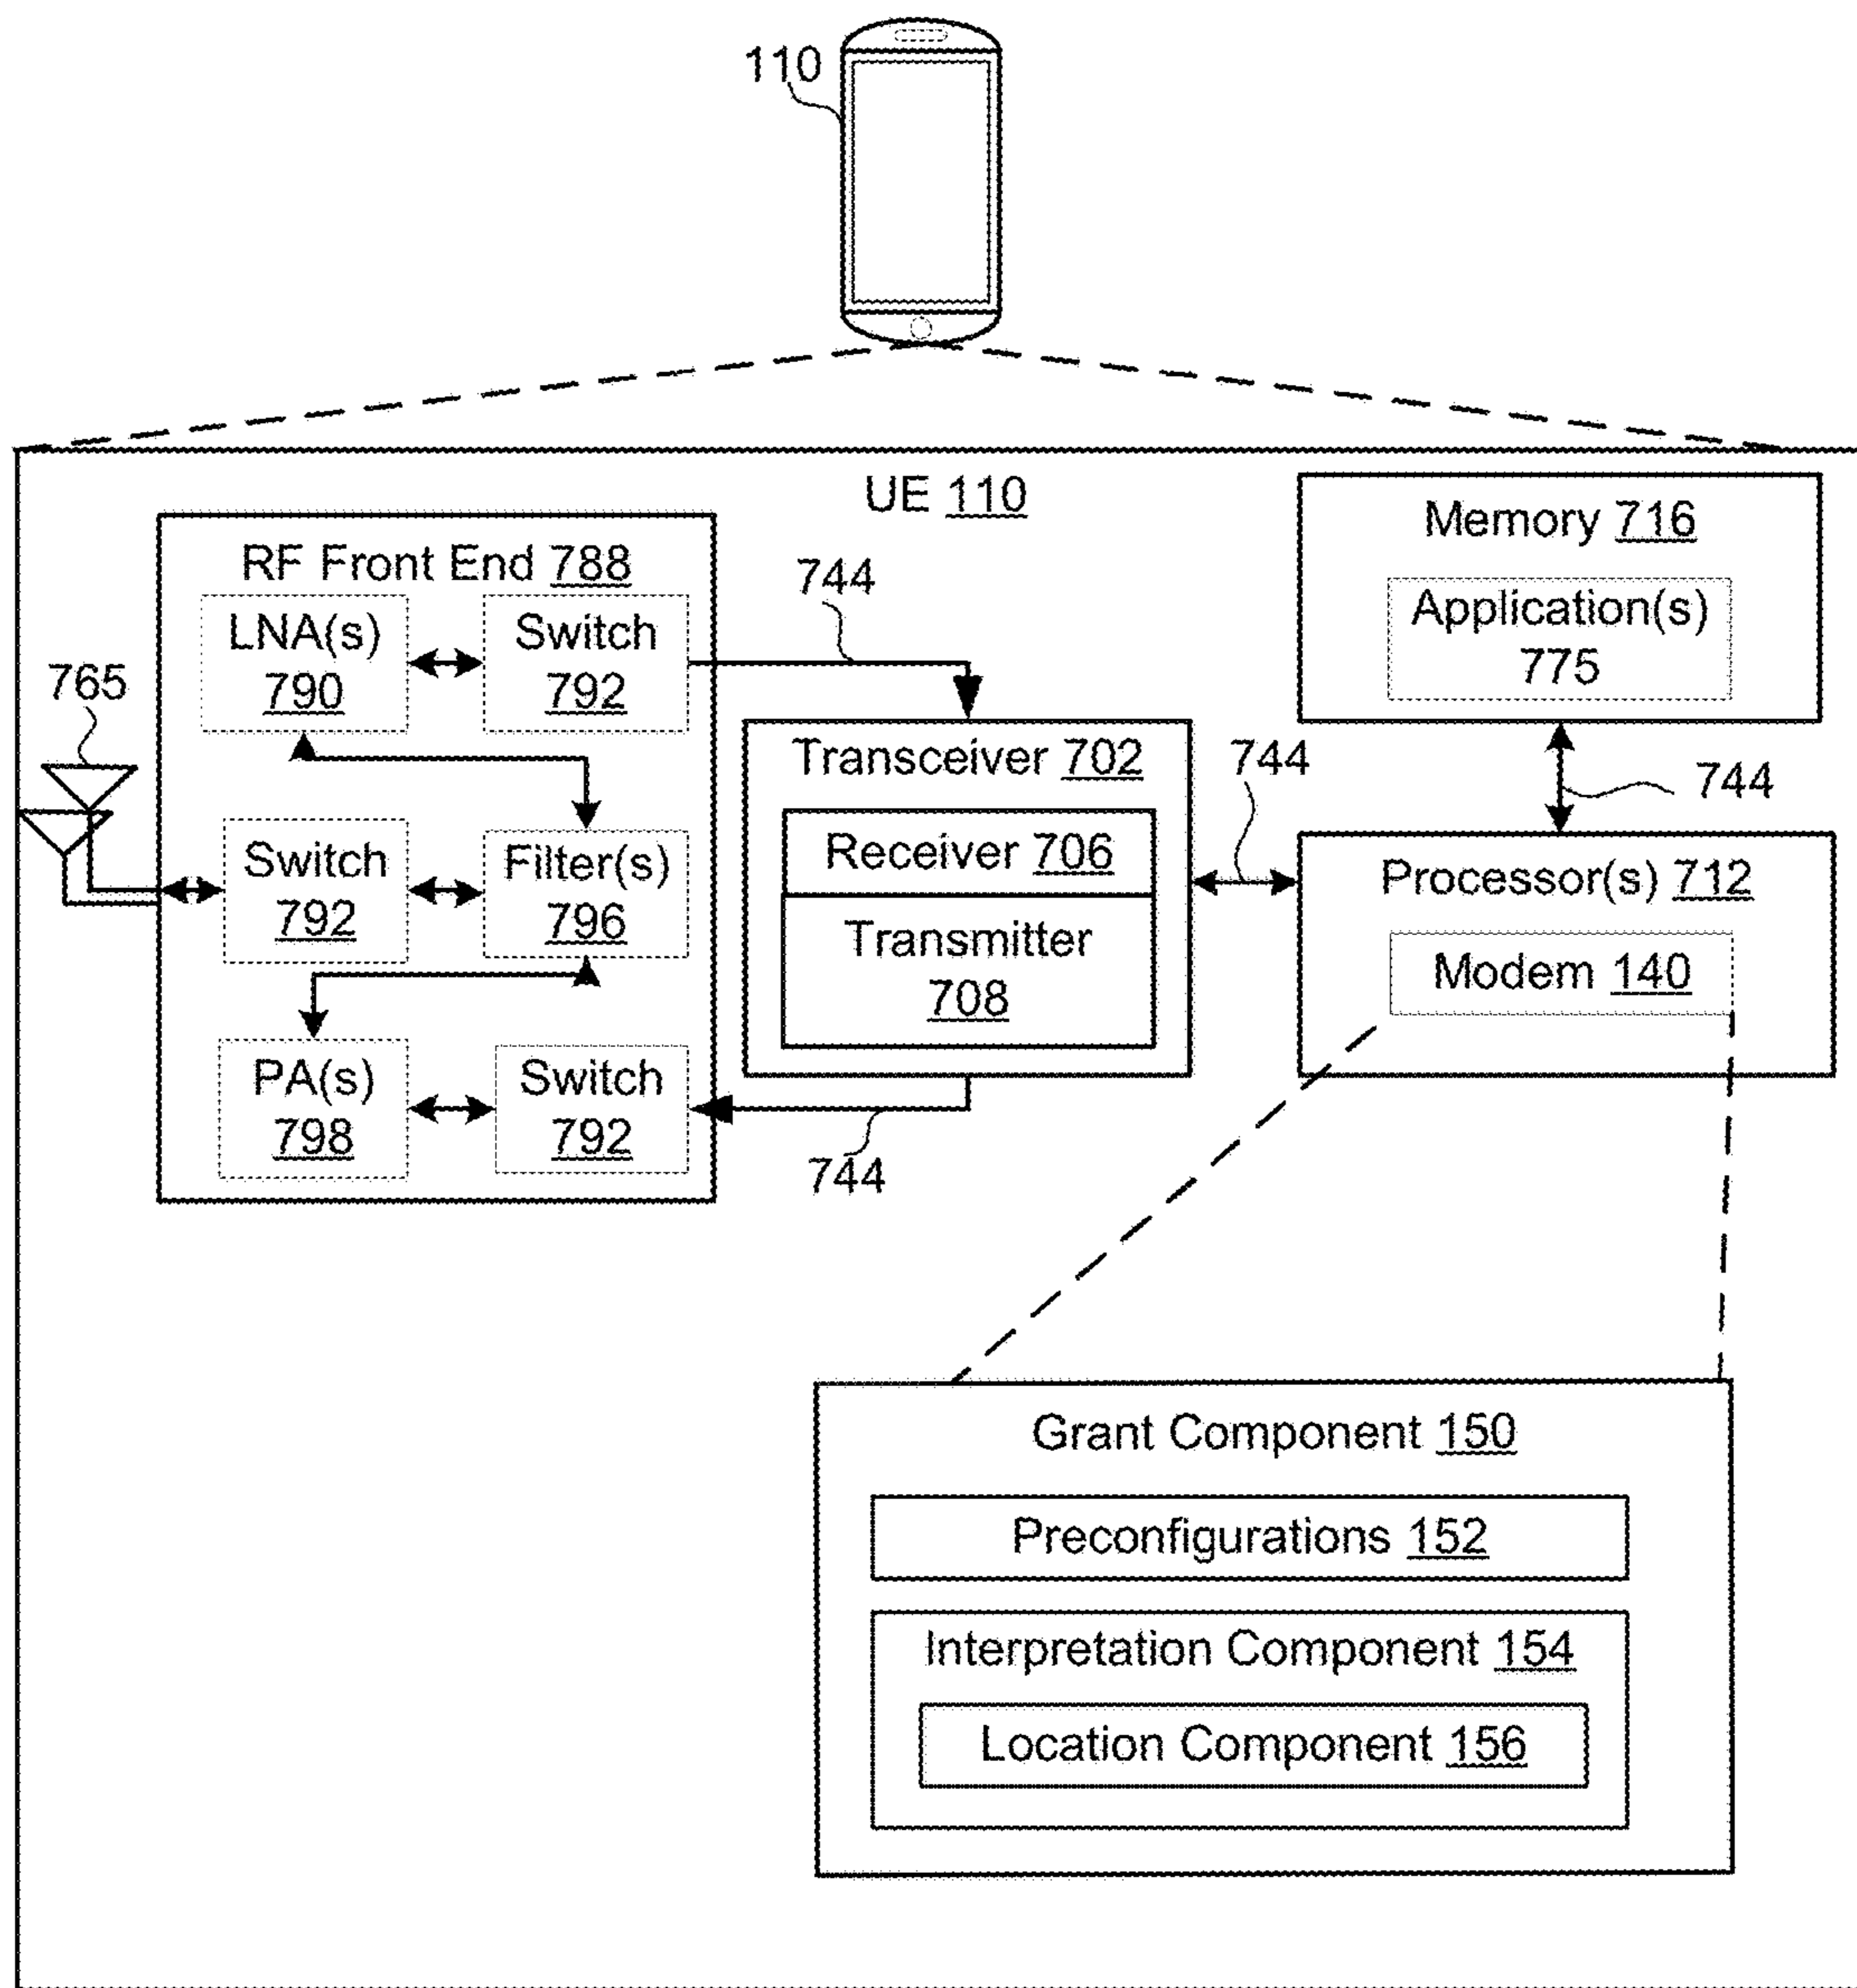 110
UE 110
RF Front End 788
LNA(s)
790
Switch
792
744
765
Switch
792
Filter(s)
796
PA(s)
798
Switch
792
744
Transceiver 702
Receiver 706
Transmitter
708
744
Memory 716
Application(s)
775
744
Processor(s) 712
Modem 140
Grant Component 150
Preconfigurations 152
Interpretation Component 154
Location Component 156